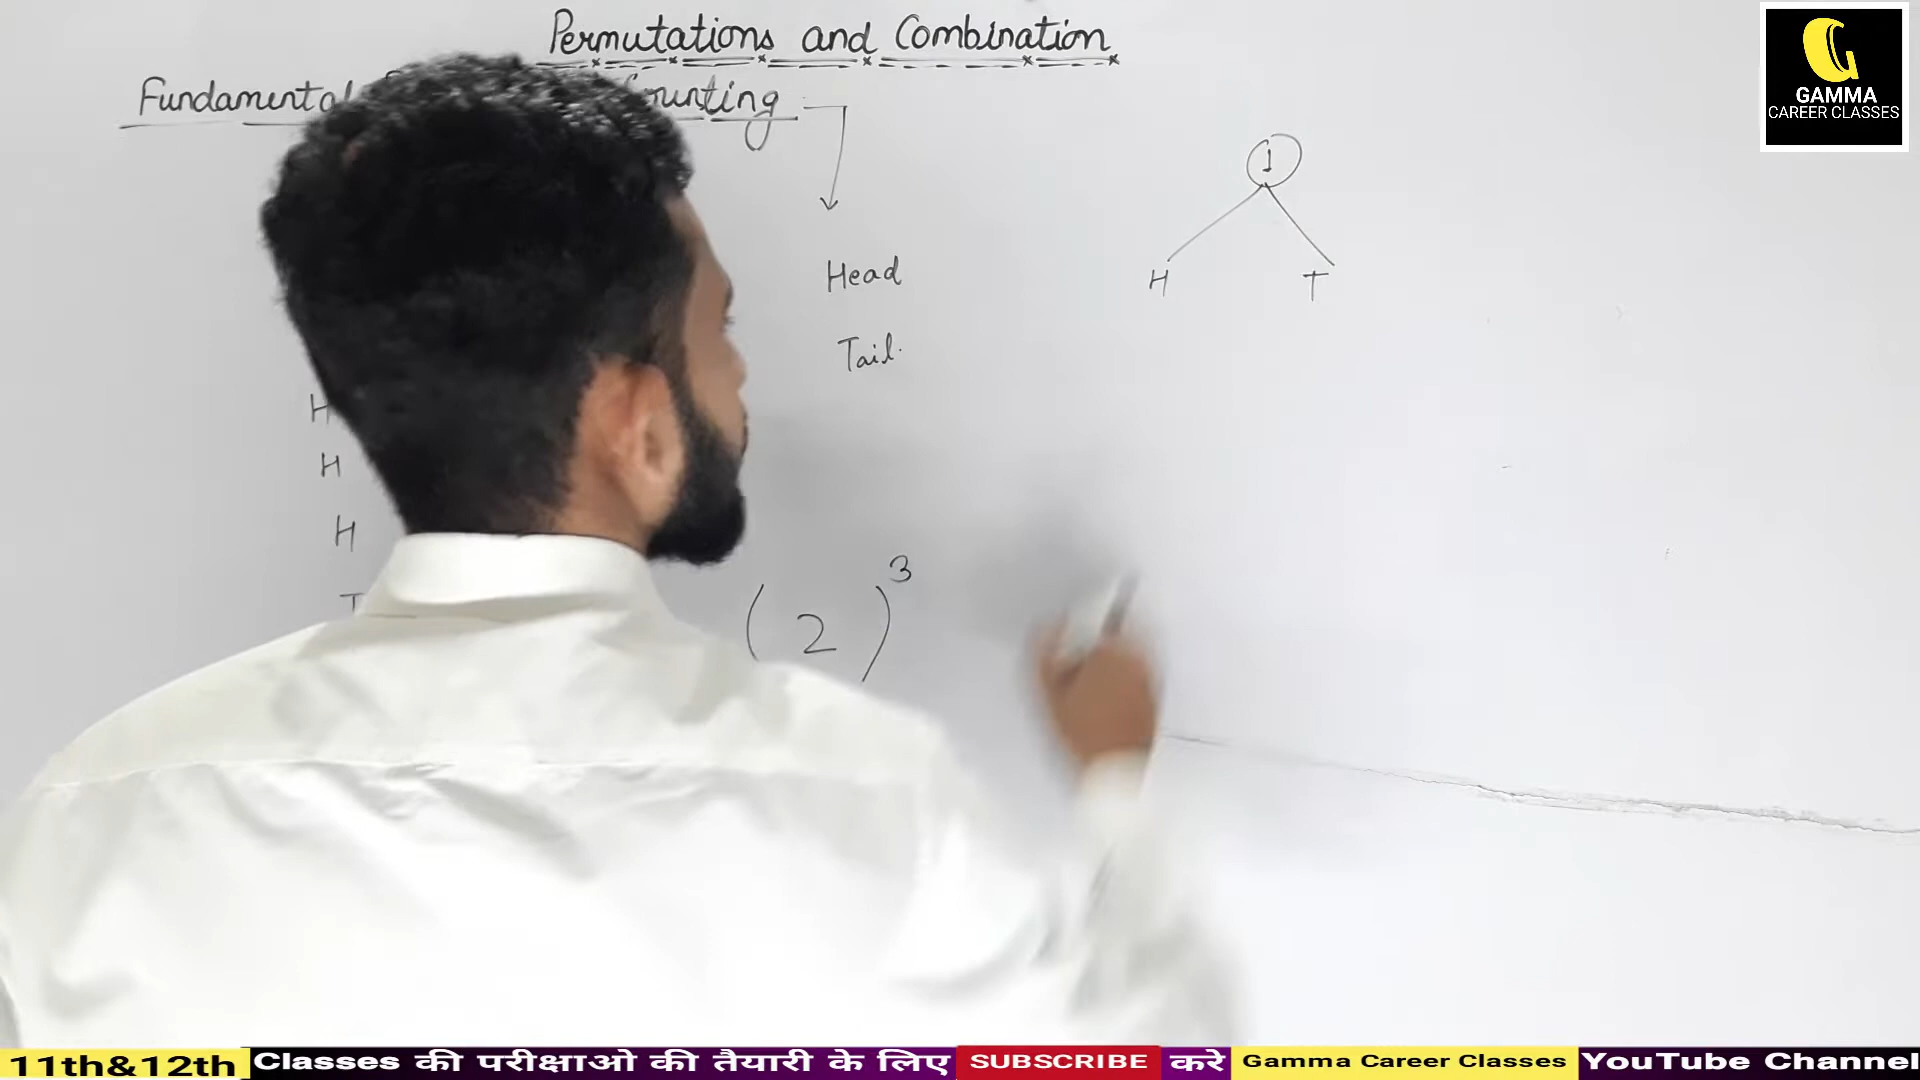 Permutations and Combination
Fundamental
GAMMA
CAREER CLASSES
1
H T
Head
Tail.
H
H
H
T
(2)³
11th&12th Classes की परीक्षाओ की तैयारी के लिए SUBSCRIBE करे Gamma Career Classes YouTube Channel